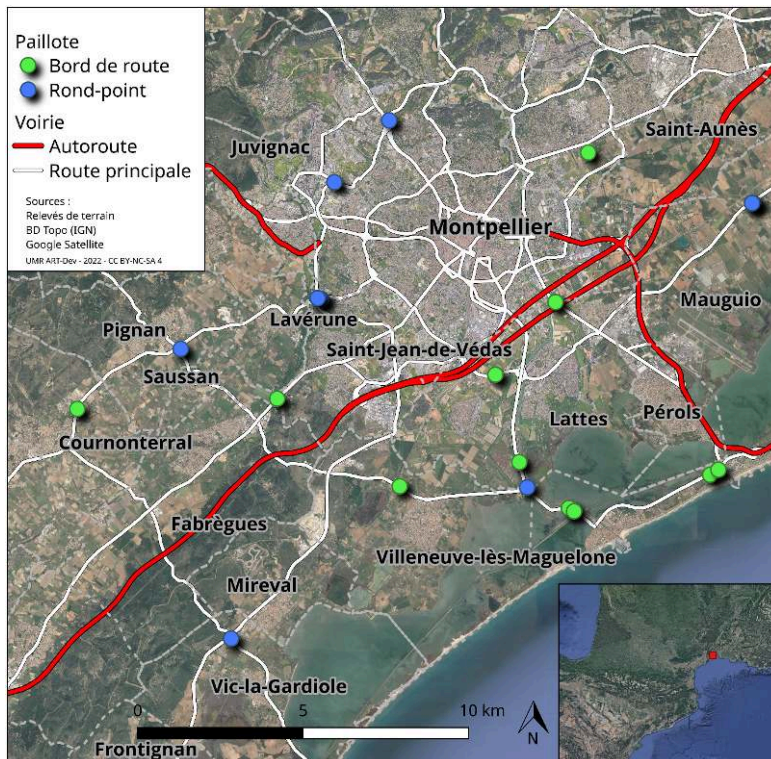 Paillote
Bord de route
Rond-point
Voirie
Autoroute
Route principale
Sources :
Relevés de terrain
BD Topo (IGN)
Google Satellite
UMR ART-Dev - 2022 - CC BY-NC-SA 4
Saint-Aunès
Juvignac
Montpellier
Mauguio
Lavérune
Pignan
Saint-Jean-de-Védas
Saussan
Pérols
Lattes
Cournonterral
Fabrègues
Villeneuve-lès-Maguelone
Mireval
Vic-la-Gardiole
0 5 10 km
N
Frontignan